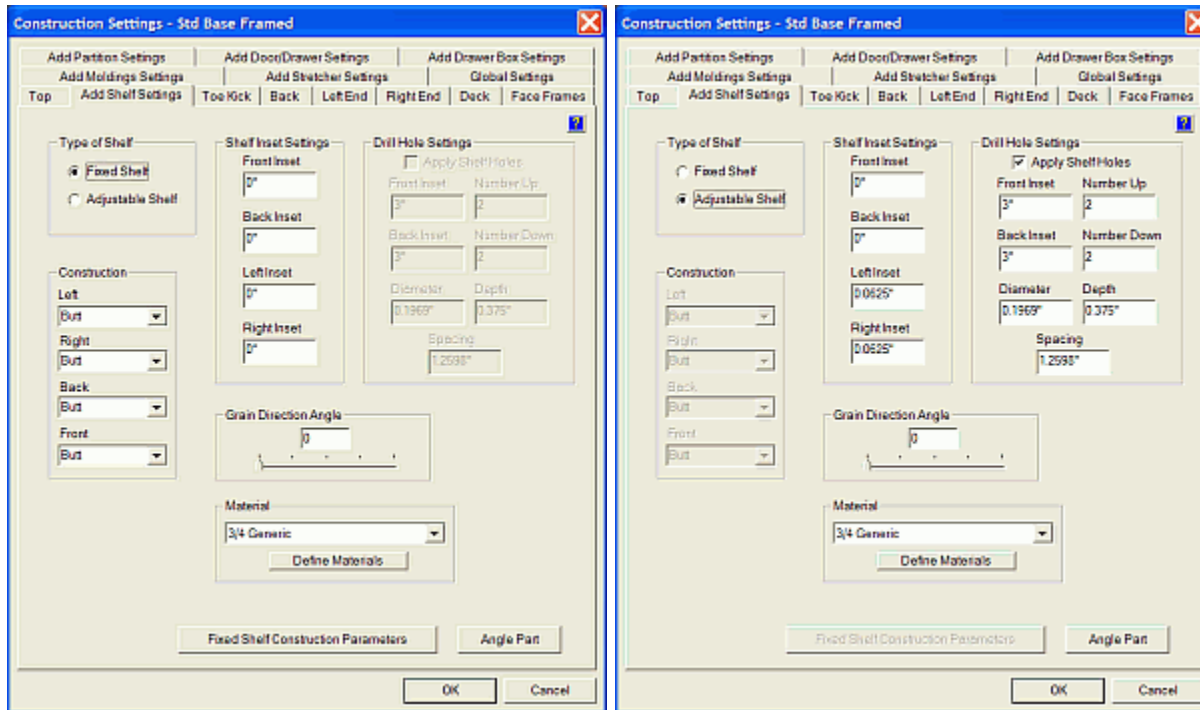 Construction Settings - Std Base Framed
Add Partition Settings Add Door/Drawer Settings Add Drawer Box Settings
Add Moldings Settings Add Stretcher Settings Global Settings
Top Add Shelf Settings Toe Kick Back Left End Right End Deck Face Frames
?
Type of Shelf
Fixed Shelf
Adjustable Shelf
Shelf Inset Settings
Front Inset
0"
Back Inset
0"
Left Inset
0"
Right Inset
0"
Drill Hole Settings
Apply Shelf Holes
Front Inset Number Up
3" 2
Back Inset Number Down
3" 2
Diameter Depth
0.1969" 0.375"
Spacing
1.2598"
Construction
Left
Butt
Right
Butt
Back
Butt
Front
Butt
Grain Direction Angle
0
Material
3/4 Generic
Define Materials
Fixed Shelf Construction Parameters Angle Part
OK Cancel
Construction Settings - Std Base Framed
Add Partition Settings Add Door/Drawer Settings Add Drawer Box Settings
Add Moldings Settings Add Stretcher Settings Global Settings
Top Add Shelf Settings Toe Kick Back Left End Right End Deck Face Frames
?
Type of Shelf
Fixed Shelf
Adjustable Shelf
Shelf Inset Settings
Front Inset
0"
Back Inset
0"
Left Inset
0.0625"
Right Inset
0.0625"
Drill Hole Settings
Apply Shelf Holes
Front Inset Number Up
3" 2
Back Inset Number Down
3" 2
Diameter Depth
0.1969" 0.375"
Spacing
1.2598"
Construction
Left
Butt
Right
Butt
Back
Butt
Front
Butt
Grain Direction Angle
0
Material
3/4 Generic
Define Materials
Fixed Shelf Construction Parameters Angle Part
OK Cancel